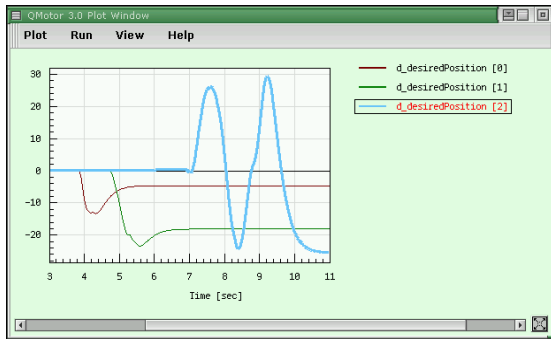 QMotor 3.0 Plot Window
Plot Run View Help
d_desiredPosition [0]
d_desiredPosition [1]
d_desiredPosition [2]
30
20
10
0
-10
-20
3 4 5 6 7 8 9 10 11
Time [sec]